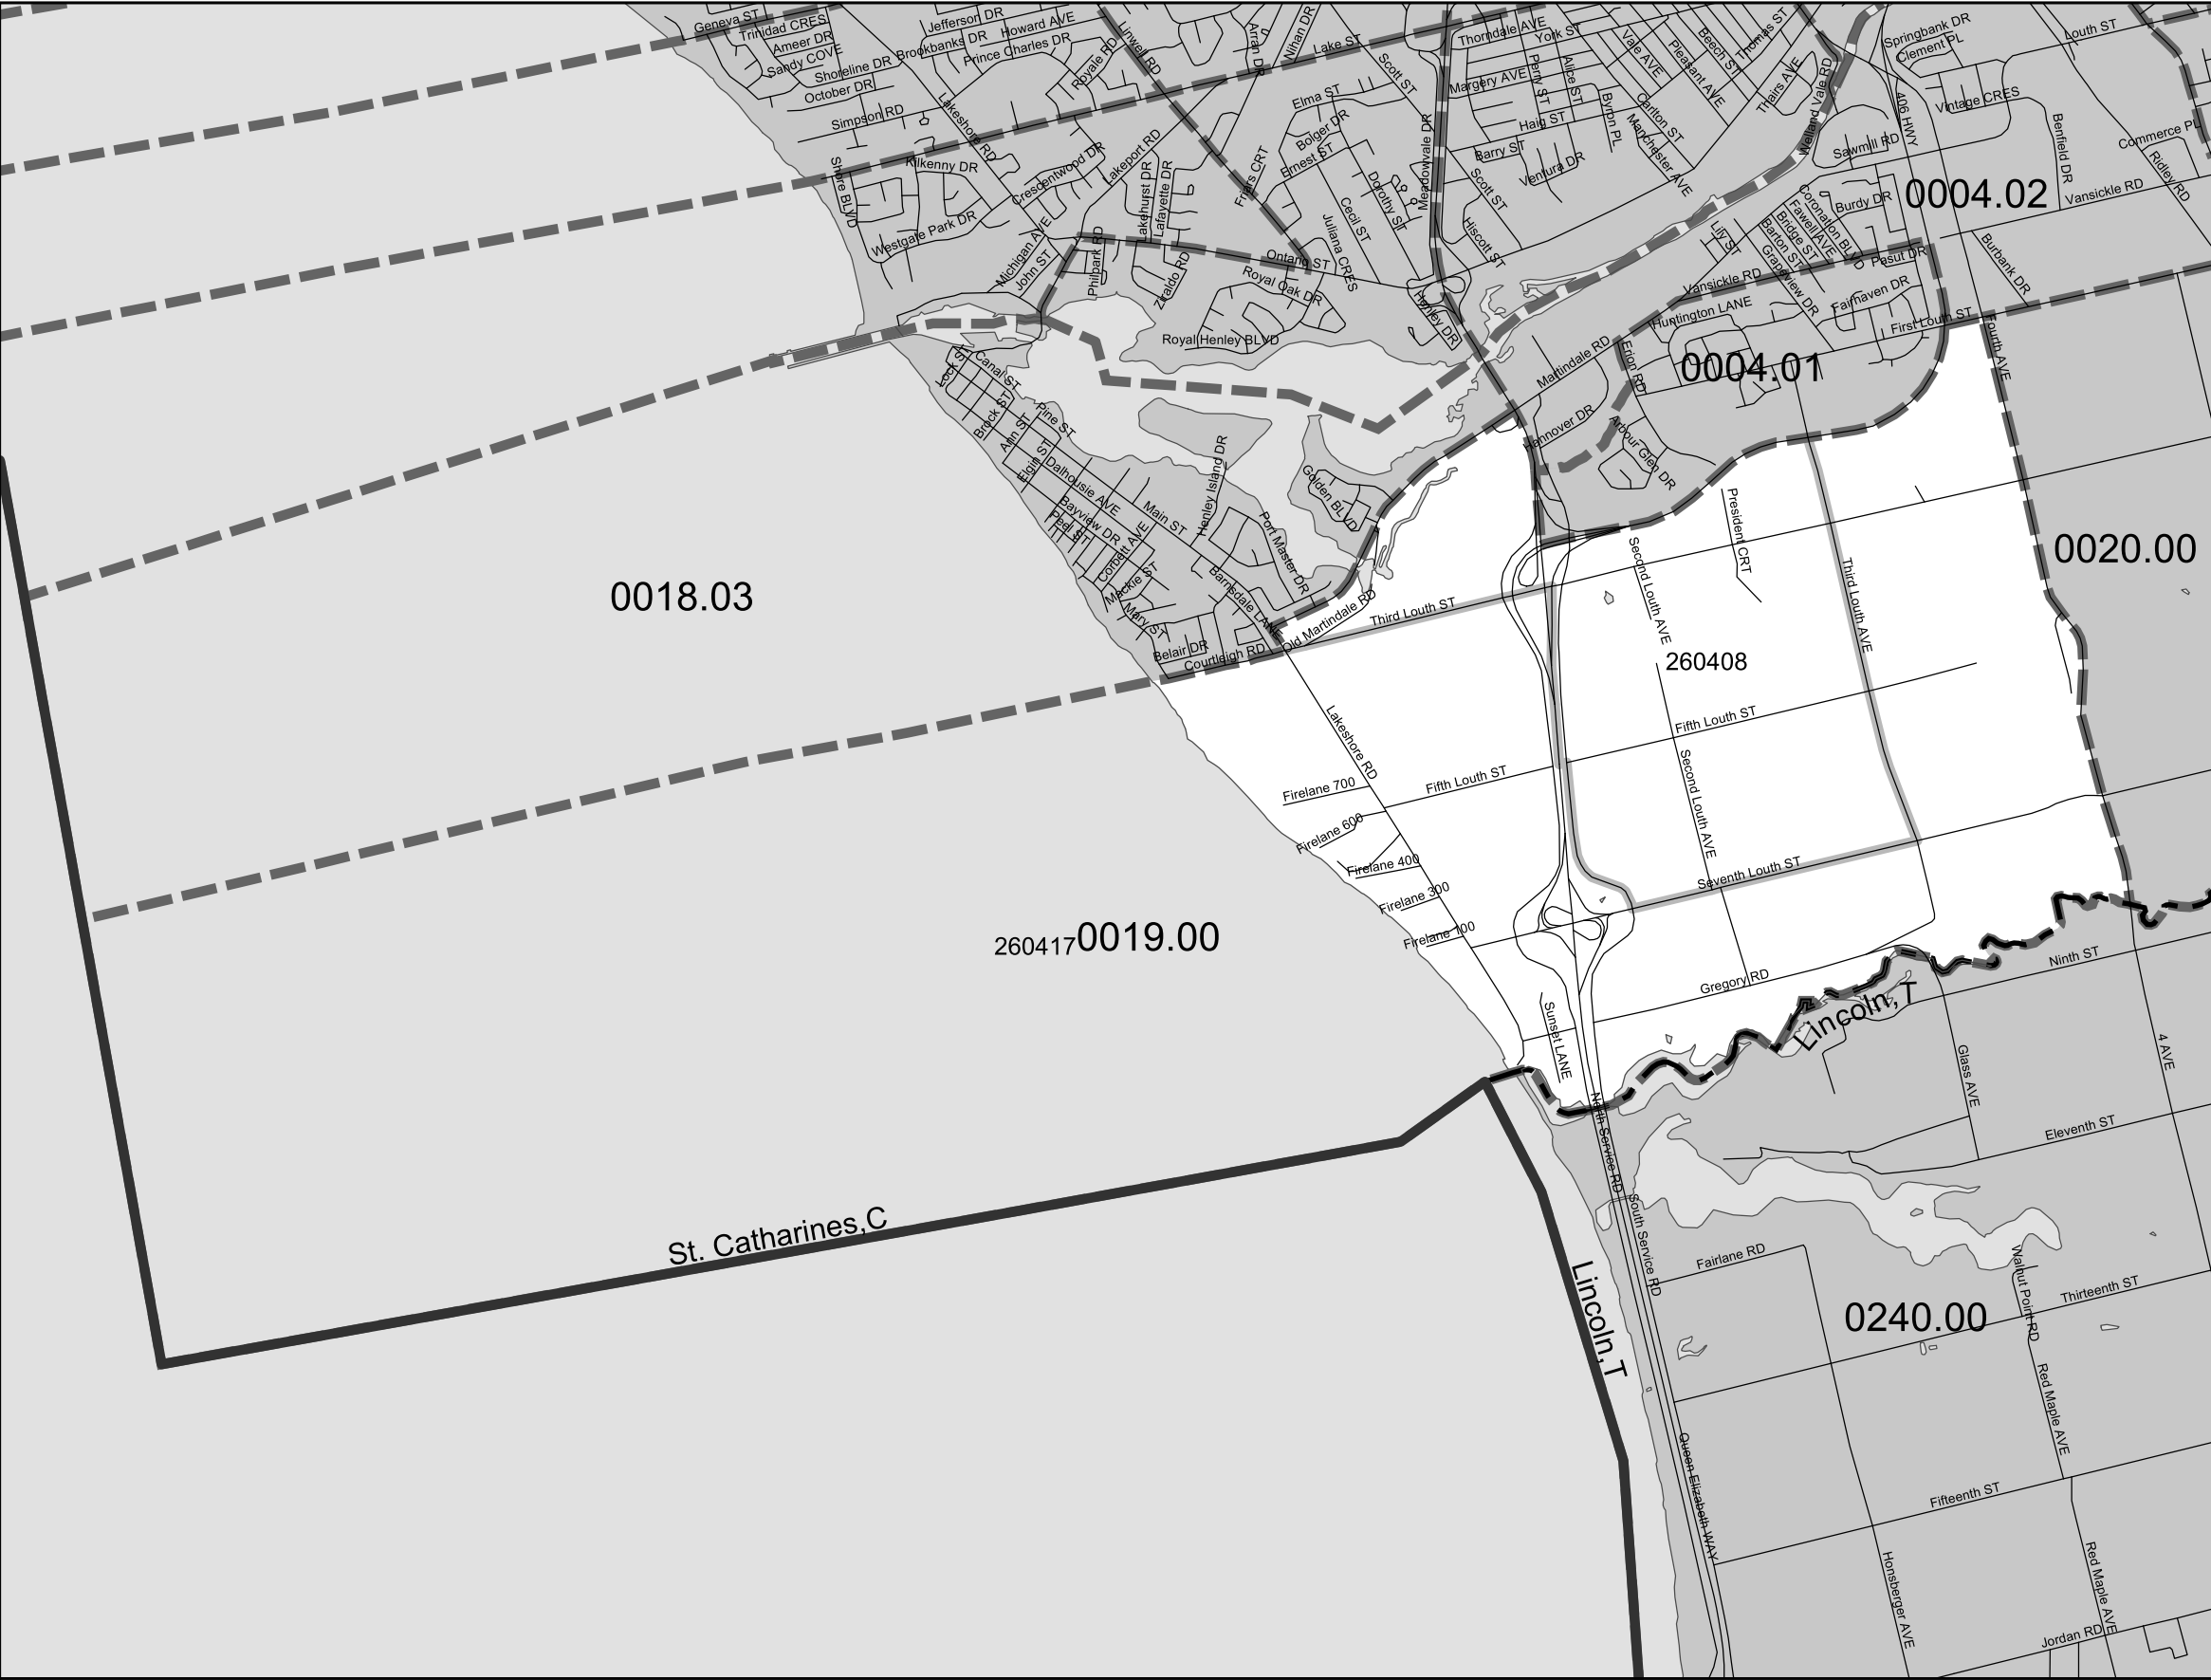 Geneva ST
Trinidad CRES
Ameer DR
Sandy COVE
Shoreline DR
October DR
Simpson RD
Brookbanks DR
Jefferson DR
Howard AVE
Prince Charles DR
Royale RD
Linwell RD
Lakeshore RD
Arran DR
Nihan DR
Lake ST
Scott ST
Thorndale AVE
York ST
Margery AVE
Perry ST
Alice ST
Vale AVE
Pleasant AVE
Beech ST
Thomas ST
Thairs AVE
Welland Vale RD
Springbank DR
Clement PL
Louth ST
Vintage CRES
406 HWY
Sawmill RD
Benfield DR
Commerce PL
Ridley RD
Vansickle RD
0004.02
Elma ST
Bolger DR
Ernest ST
Friars CRT
Haig ST
Barry ST
Ventura DR
Byron PL
Carlton ST
Manchester AVE
Meadowvale DR
Scott ST
Hiscott ST
Dorothy ST
Cecil ST
Juliana CRES
Shore BLVD
Kilkenny DR
Westgate Park DR
Crescentwood DR
Lakeport RD
Lakehurst DR
Lafayette DR
Michigan AVE
John ST
Philpark RD
Ziraldo RD
Ontario ST
Royal Oak DR
Royal Henley BLVD
Henley DR
Lily ST
Coronation BLVD
Fawell AVE
Bridge ST
Barton ST
Grapeview DR
Burdy DR
Pasut DR
Vansickle RD
Fairhaven DR
Huntington LANE
First Louth ST
Burbank DR
Fourth AVE
Martindale RD
Erion RD
0004.01
Hannover DR
Arbour Glen DR
Lock ST
Canal ST
Brock ST
Ann ST
Pine ST
Elgin ST
Dalhousie AVE
Bayview DR
Peel ST
Corbett AVE
Main ST
Mackie ST
Mary ST
Henley Island DR
Golden BLVD
Port Master DR
Barnsdale LANE
Belair DR
Courtleigh RD
Old Martindale RD
Third Louth ST
President CRT
Second Louth AVE
Third Louth AVE
0020.00
0018.03
260408
Lakeshore RD
Fifth Louth ST
Fifth Louth ST
Second Louth AVE
Firelane 700
Firelane 600
Firelane 400
Firelane 300
Firelane 100
Seventh Louth ST
260417
0019.00
Gregory RD
Sunset LANE
Lincoln,T
Ninth ST
Glass AVE
4 AVE
Eleventh ST
North Service RD
South Service RD
St. Catharines,C
Lincoln,T
Fairlane RD
Walnut Point RD
Thirteenth ST
0240.00
Red Maple AVE
Queen Elizabeth WAY
Fifteenth ST
Honsberger AVE
Red Maple AVE
Jordan RD